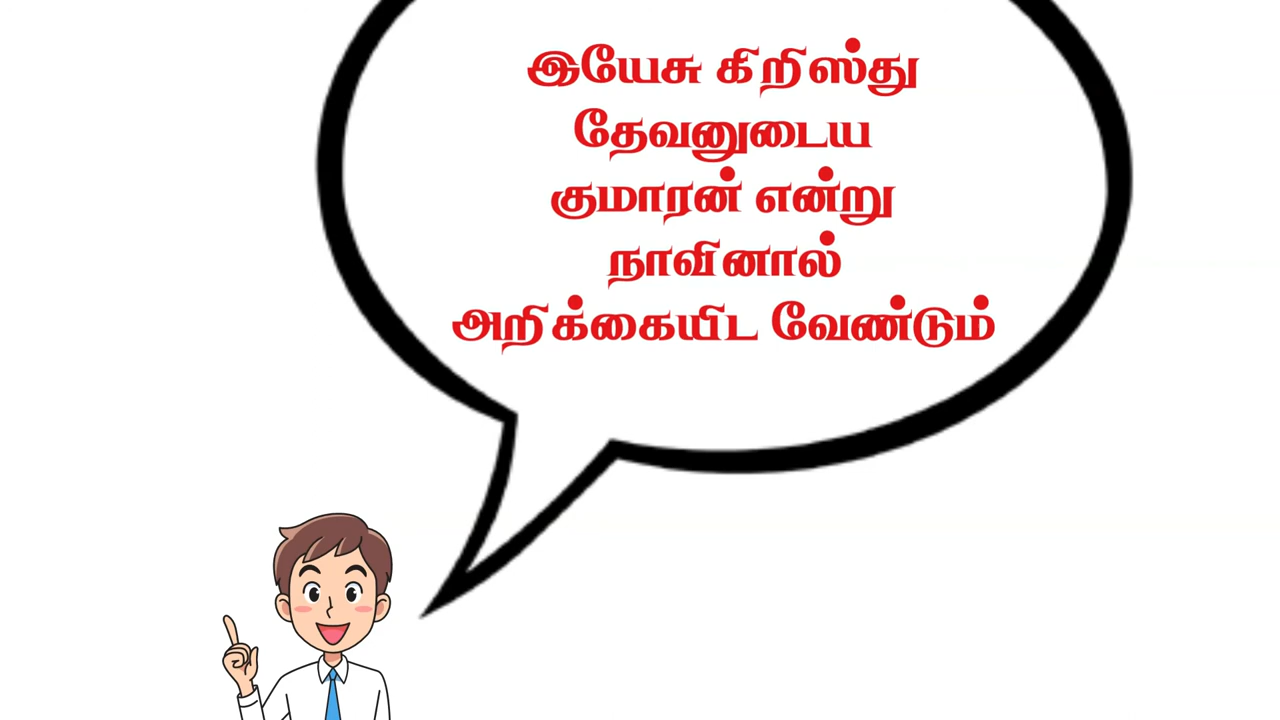 இயேசு கிறிஸ்து
தேவனுடைய
குமாரன் என்று
நாவினால்
அறிக்கையிட வேண்டும்